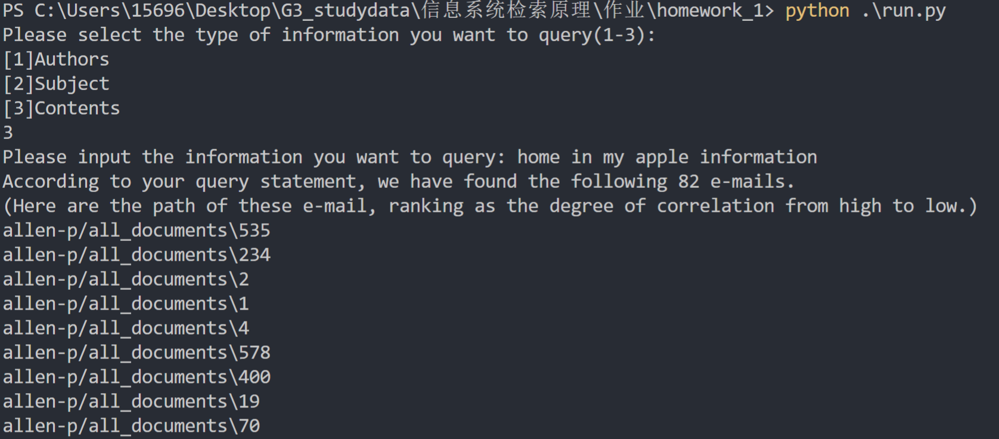 PS C:\Users\15696\Desktop\G3_studydata\信息系统检索原理\作业\homework_1> python .\run.py
Please select the type of information you want to query(1-3):
[1]Authors
[2]Subject
[3]Contents
3
Please input the information you want to query: home in my apple information
According to your query statement, we have found the following 82 e-mails.
(Here are the path of these e-mail, ranking as the degree of correlation from high to low.)
allen-p/all_documents\535
allen-p/all_documents\234
allen-p/all_documents\2
allen-p/all_documents\1
allen-p/all_documents\4
allen-p/all_documents\578
allen-p/all_documents\400
allen-p/all_documents\19
allen-p/all_documents\70